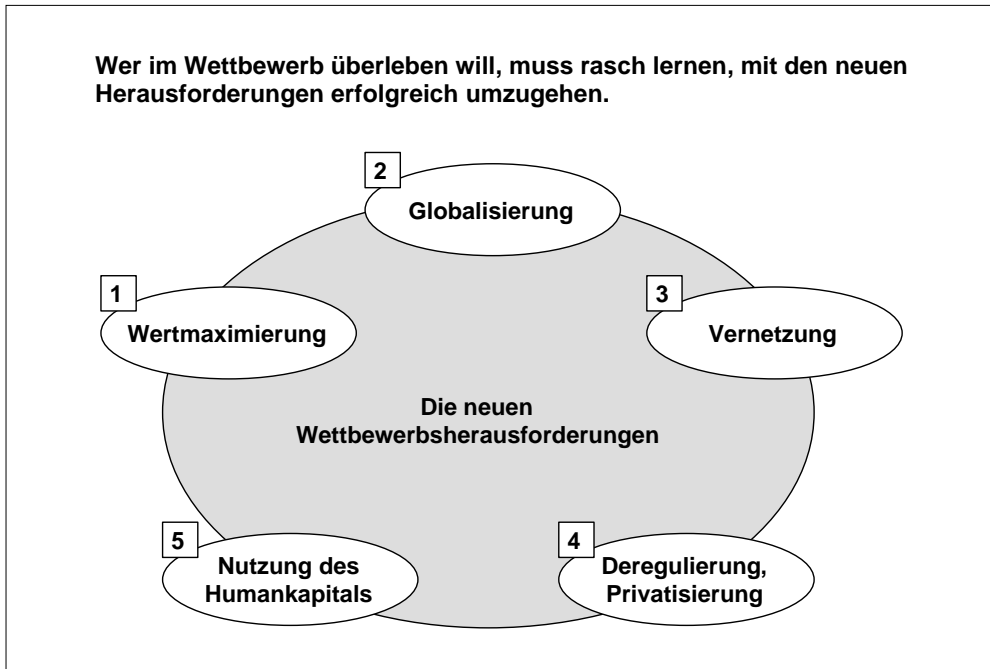 Wer im Wettbewerb überleben will, muss rasch lernen, mit den neuen
Herausforderungen erfolgreich umzugehen.
2
Globalisierung
1
Wertmaximierung
3
Vernetzung
Die neuen
Wettbewerbsherausforderungen
5
Nutzung des
Humankapitals
4
Deregulierung,
Privatisierung